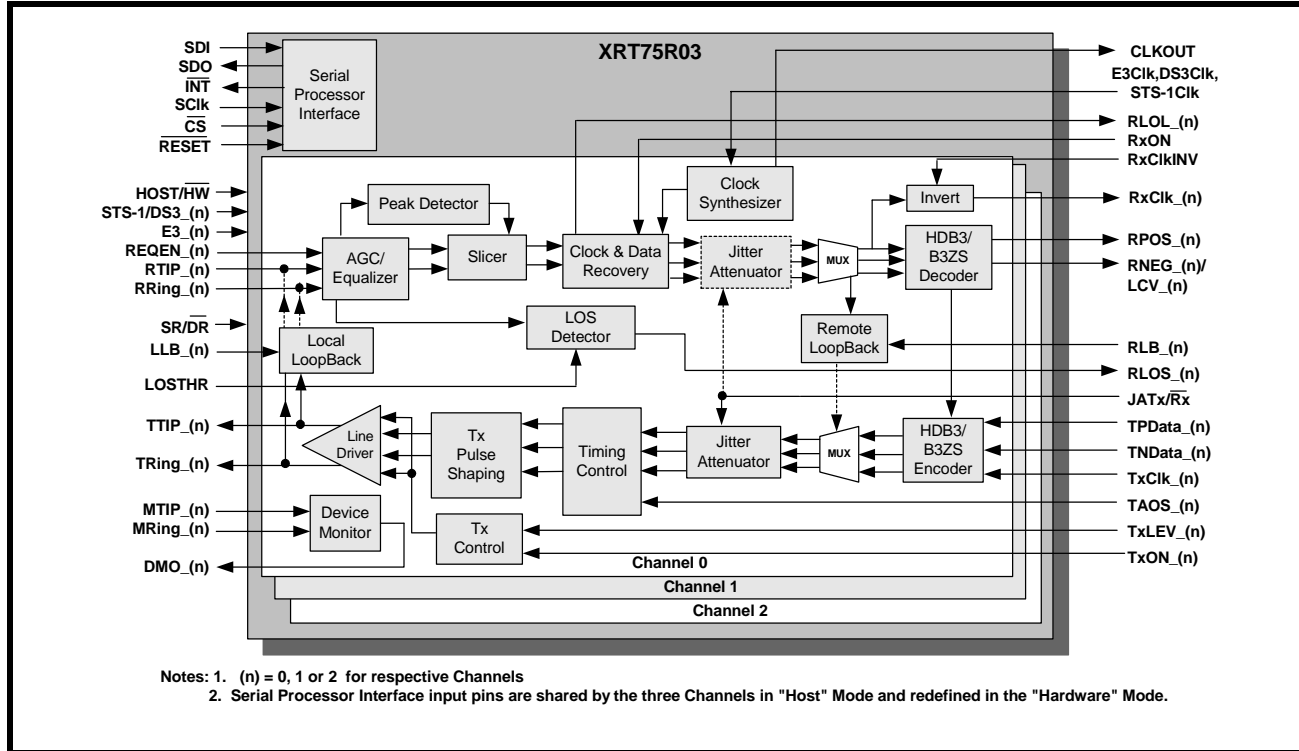 XRT75R03
SDI
SDO
INT
SClk
CS
RESET
Serial
Processor
Interface
CLKOUT
E3Clk,DS3Clk,
STS-1Clk
RLOL_(n)
RxON
RxClkINV
RxClk_(n)
RPOS_(n)
RNEG_(n)/
LCV_(n)
RLB_(n)
RLOS_(n)
JATx/Rx
TPData_(n)
TNData_(n)
TxClk_(n)
TAOS_(n)
TxLEV_(n)
TxON_(n)
HOST/HW
STS-1/DS3_(n)
E3_(n)
REQEN_(n)
RTIP_(n)
RRing_(n)
SR/DR
LLB_(n)
LOSTHR
TTIP_(n)
TRing_(n)
MTIP_(n)
MRing_(n)
DMO_(n)
Peak Detector
AGC/
Equalizer
Slicer
Clock & Data
Recovery
Clock
Synthesizer
Jitter
Attenuator
MUX
Invert
HDB3/
B3ZS
Decoder
LOS
Detector
Remote
LoopBack
Local
LoopBack
Line
Driver
Tx
Pulse
Shaping
Timing
Control
Jitter
Attenuator
MUX
HDB3/
B3ZS
Encoder
Device
Monitor
Tx
Control
Channel 0
Channel 1
Channel 2
Notes: 1. (n) = 0, 1 or 2 for respective Channels
2. Serial Processor Interface input pins are shared by the three Channels in "Host" Mode and redefined in the "Hardware" Mode.